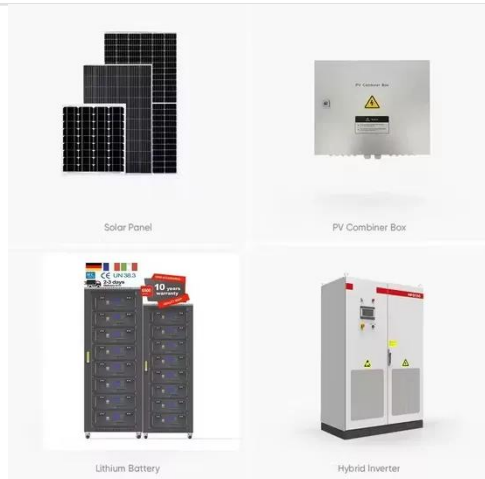 PV Combiner Box
Solar Panel
PV Combiner Box
CE UN38.3
2-3 days
10 years
warranty
Lithium Battery
Hybrid Inverter